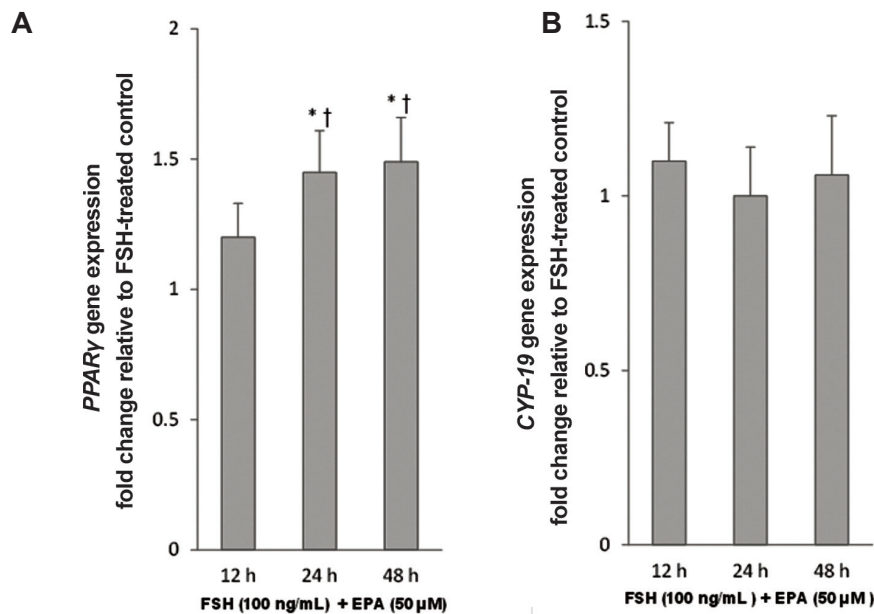 A
PPARγ gene expression
fold change relative to FSH-treated control
2
1.5
1
0.5
0
* †
* †
12 h 24 h 48 h
FSH (100 ng/mL) + EPA (50 µM)
B
CYP-19 gene expression
fold change relative to FSH-treated control
1.5
1
0.5
0
12 h 24 h 48 h
FSH (100 ng/mL ) + EPA (50 µM )